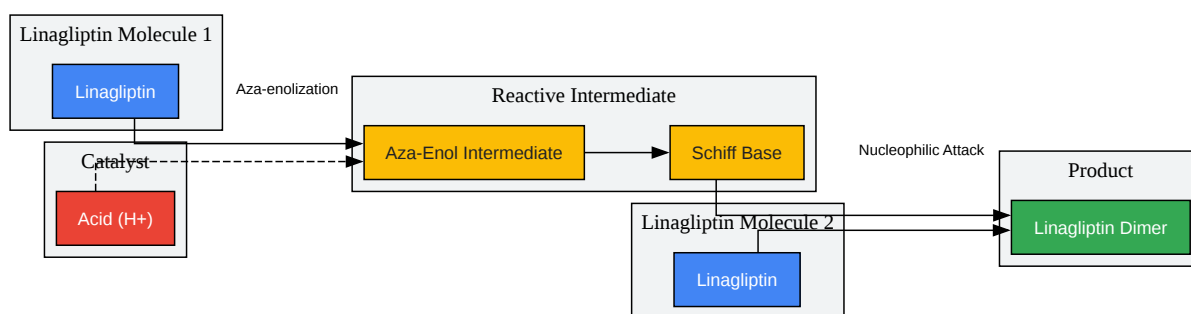 Linagliptin Molecule 1
Linagliptin
Aza-enolization
Reactive Intermediate
Aza-Enol Intermediate
Schiff Base
Catalyst
Acid (H+)
Nucleophilic Attack
Product
Linagliptin Dimer
Linagliptin Molecule 2
Linagliptin